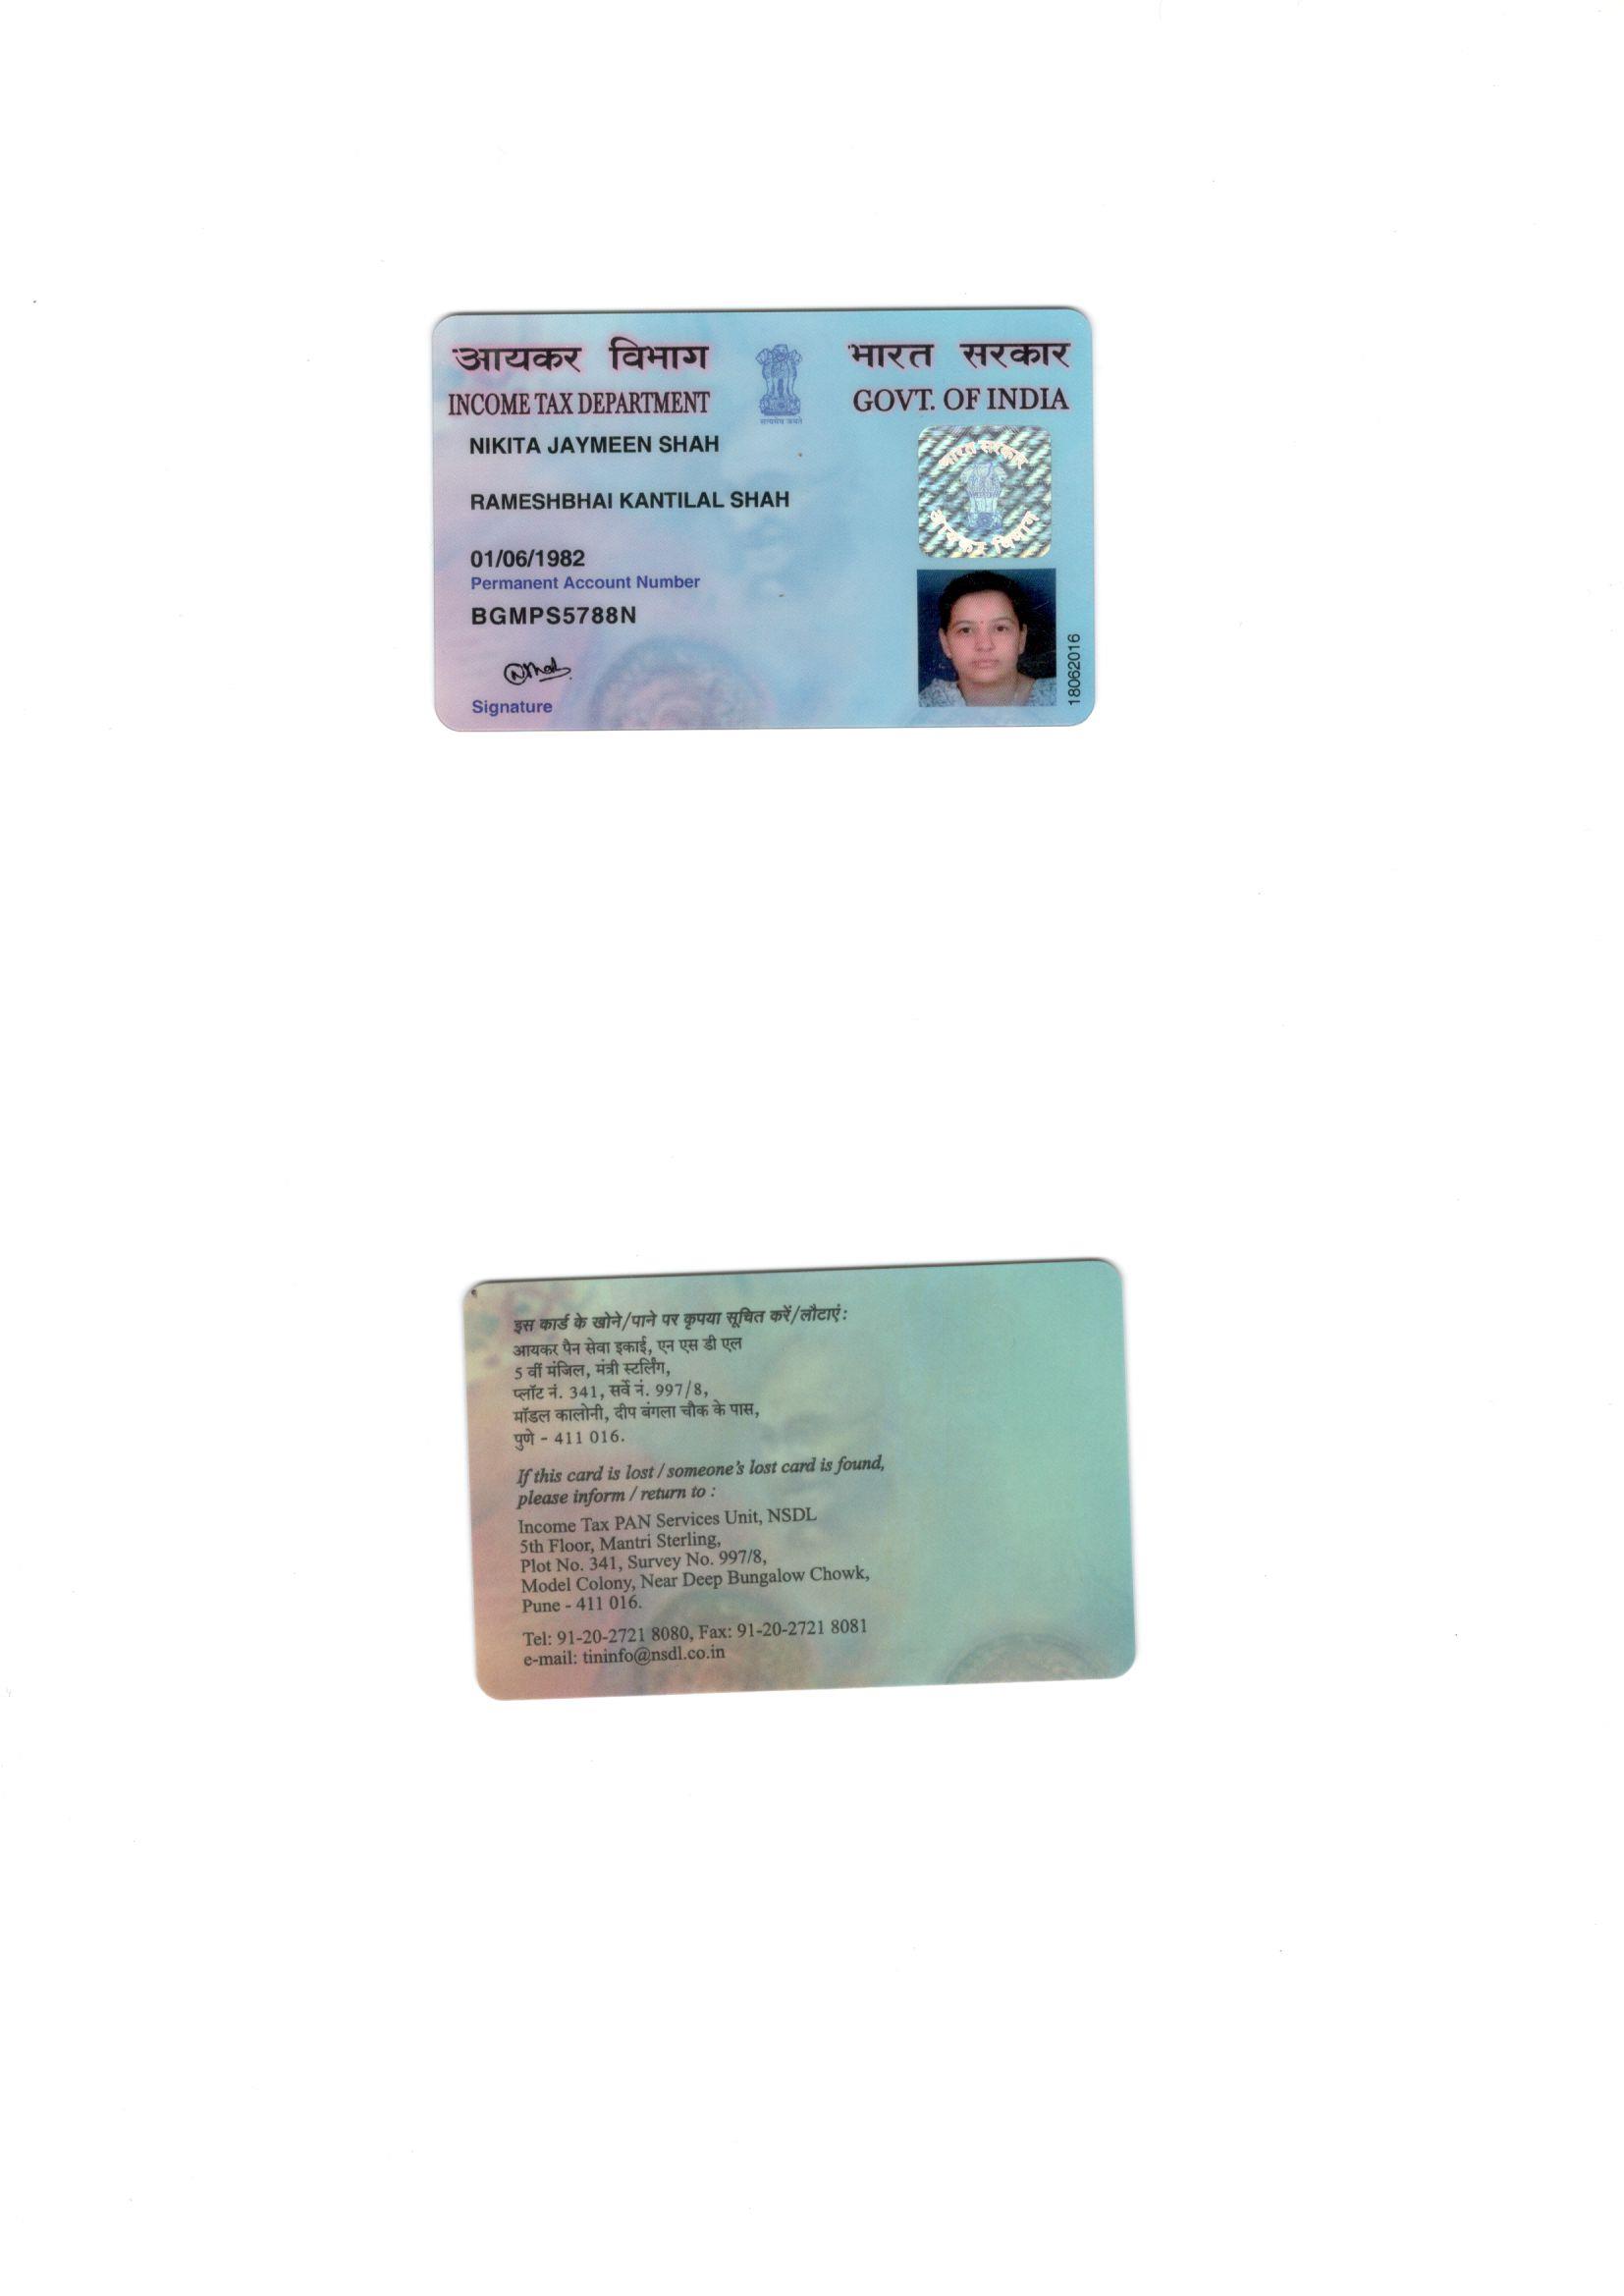 आयकर विभाग
INCOME TAX DEPARTMENT
सत्यमेव जयते
भारत सरकार
GOVT. OF INDIA
NIKITA JAYMEEN SHAH
RAMESHBHAI KANTILAL SHAH
01/06/1982
Permanent Account Number
BGMPS5788N
Signature
भारत सरकार
आयकर विभाग
18062016
इस कार्ड के खोने/पाने पर कृपया सूचित करें/लौटाएं:
आयकर पैन सेवा इकाई, एन एस डी एल
5 वीं मंजिल, मंत्री स्टर्लिंग,
प्लॉट नं. 341, सर्वे नं. 997/8,
मॉडल कालोनी, दीप बंगला चौक के पास,
पुणे - 411 016.
If this card is lost / someone's lost card is found,
please inform / return to :
Income Tax PAN Services Unit, NSDL
5th Floor, Mantri Sterling,
Plot No. 341, Survey No. 997/8,
Model Colony, Near Deep Bungalow Chowk,
Pune - 411 016.
Tel: 91-20-2721 8080, Fax: 91-20-2721 8081
e-mail: tininfo@nsdl.co.in